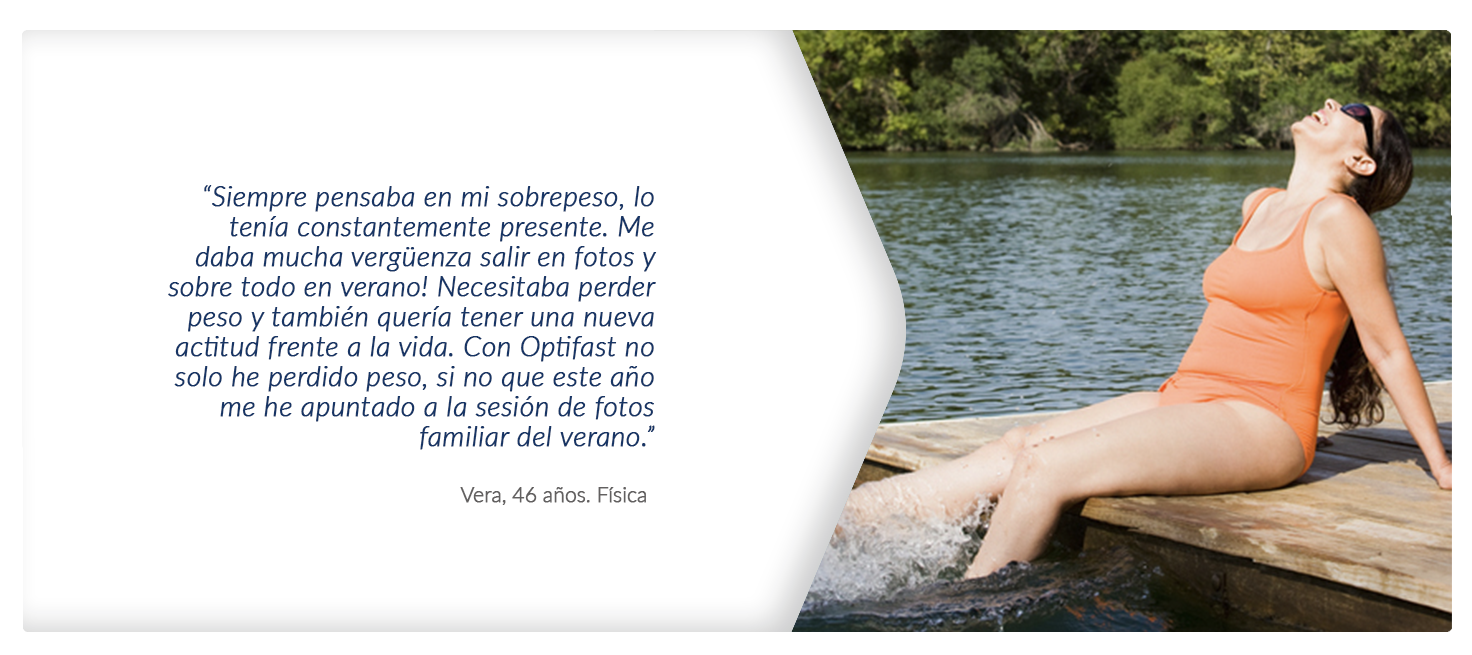 “Siempre pensaba en mi sobrepeso, lo
tenía constantemente presente. Me
daba mucha vergüenza salir en fotos y
sobre todo en verano! Necesitaba perder
peso y también quería tener una nueva
actitud frente a la vida. Con Optifast no
solo he perdido peso, si no que este año
me he apuntado a la sesión de fotos
familiar del verano.”
Vera, 46 años. Física